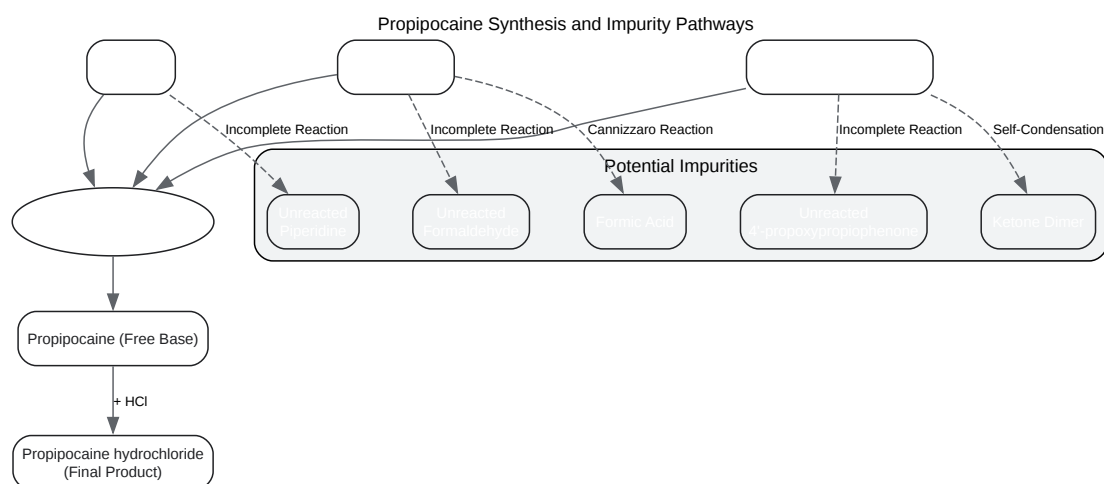 Propipocaine Synthesis and Impurity Pathways
Incomplete Reaction
Incomplete Reaction
Cannizzaro Reaction
Incomplete Reaction
Self-Condensation
Potential Impurities
Unreacted
Piperidine
Unreacted
Formaldehyde
Formic Acid
Unreacted
4'-propoxypropiophenone
Ketone Dimer
Propipocaine (Free Base)
+ HCl
Propipocaine hydrochloride
(Final Product)